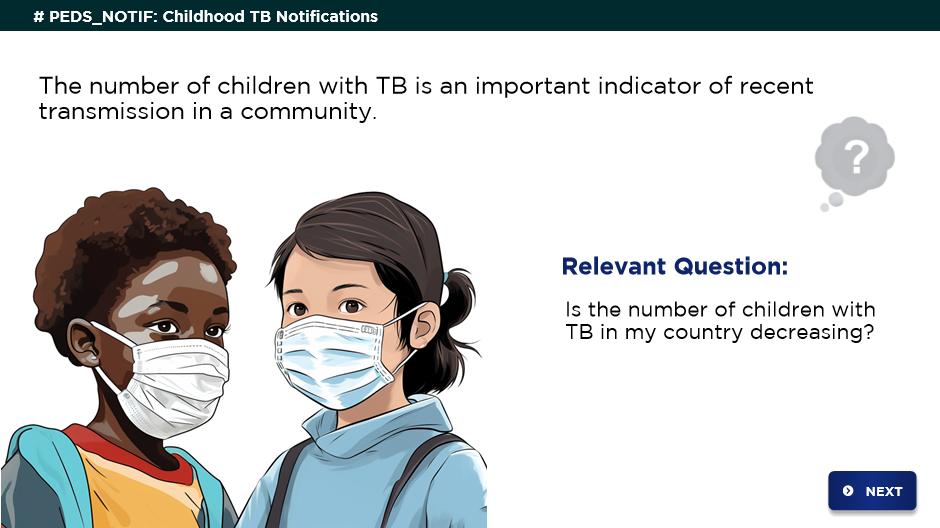 # PEDS_NOTIF: Childhood TB Notifications
The number of children with TB is an important indicator of recent
transmission in a community.
?
Relevant Question:
Is the number of children with
TB in my country decreasing?
NEXT